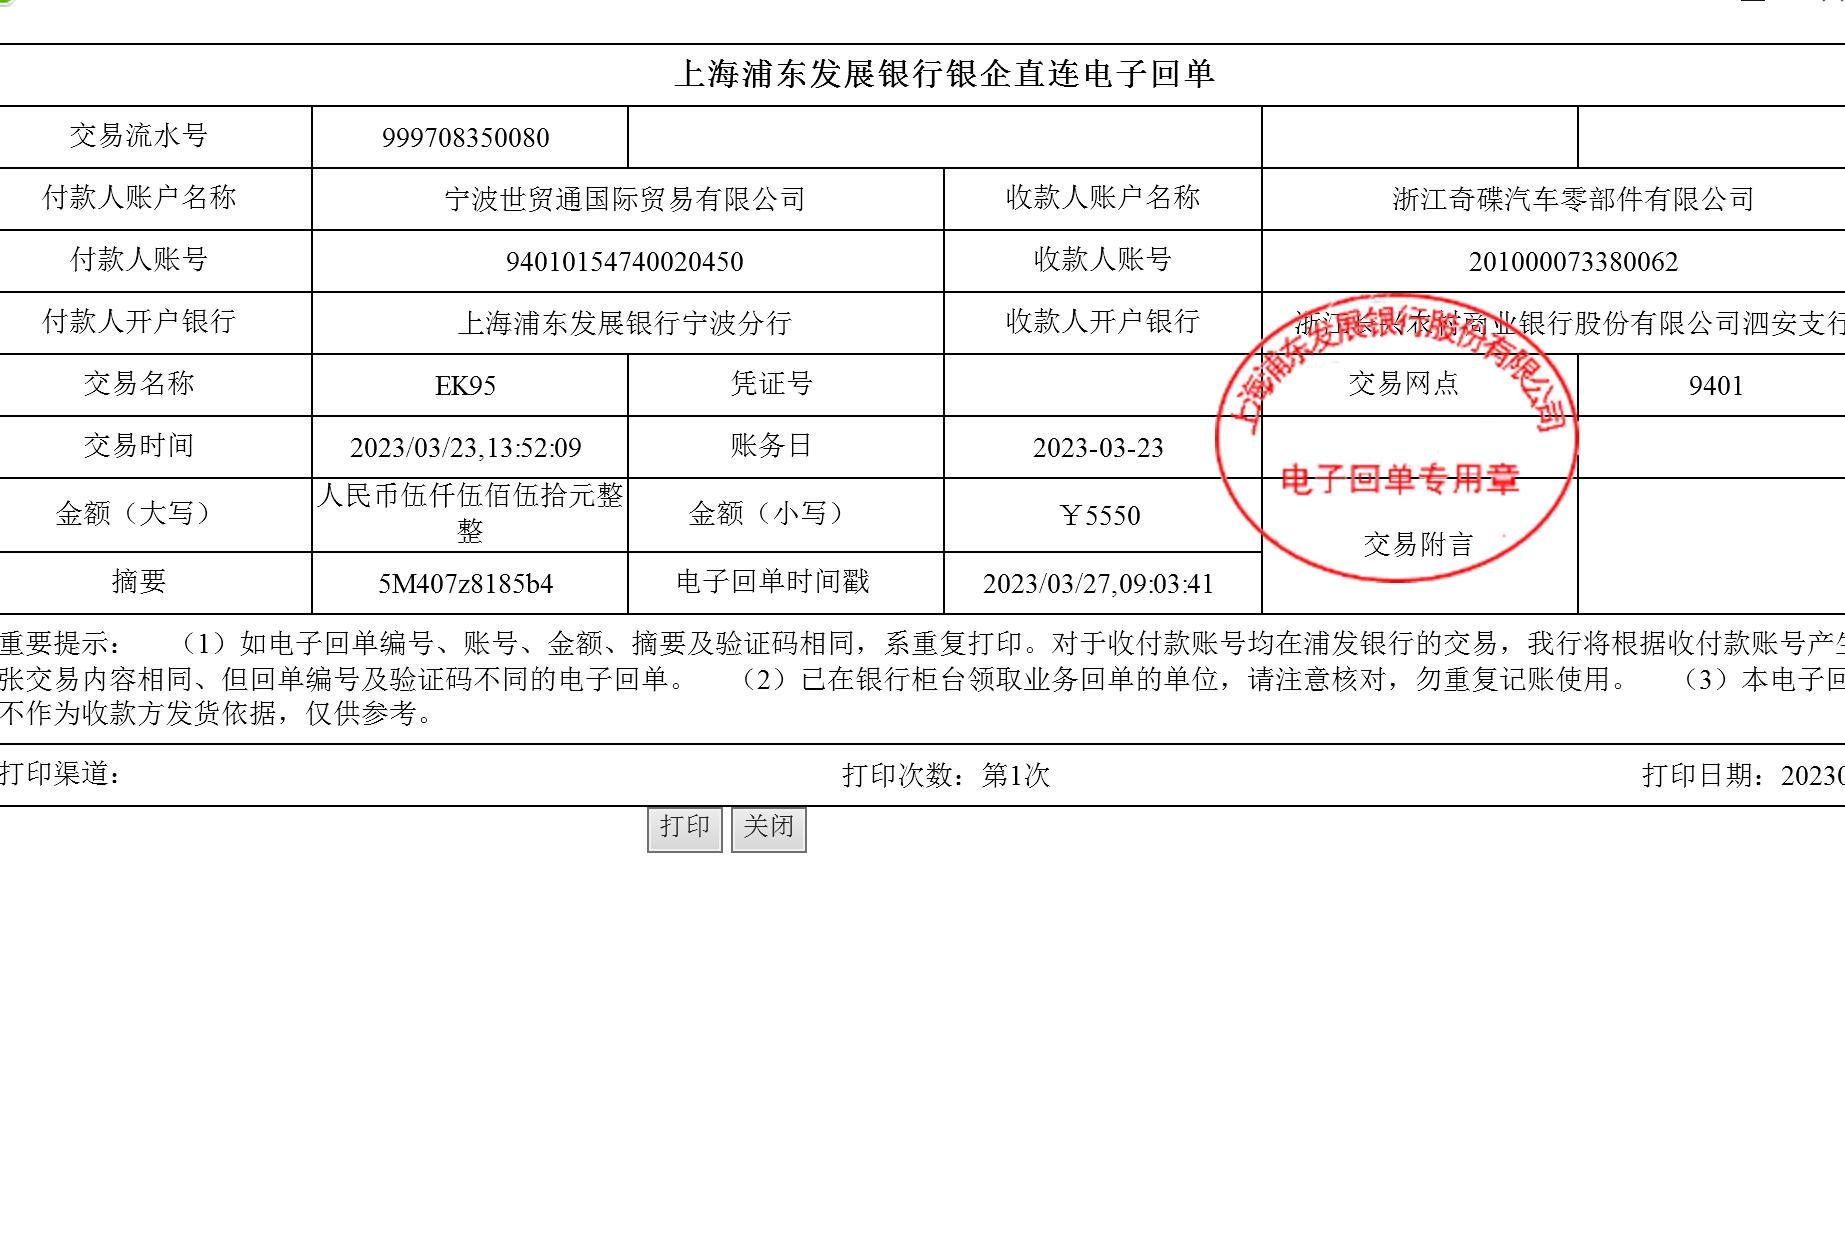 上海浦东发展银行银企直连电子回单
交易流水号 999708350080
付款人账户名称 宁波世贸通国际贸易有限公司 收款人账户名称 浙江奇碟汽车零部件有限公司
付款人账号 94010154740020450 收款人账号 201000073380062
付款人开户银行 上海浦东发展银行宁波分行 收款人开户银行 浙江长兴农村商业银行股份有限公司泗安支行
上海浦东发展银行股份有限公司
交易名称 EK95 凭证号 交易网点 9401
交易时间 2023/03/23,13:52:09 账务日 2023-03-23
电子回单专用章
金额（大写） 人民币伍仟伍佰伍拾元整 金额（小写） ￥5550
整
交易附言
摘要 5M407z8185b4 电子回单时间戳 2023/03/27,09:03:41
重要提示： （1）如电子回单编号、账号、金额、摘要及验证码相同，系重复打印。对于收付款账号均在浦发银行的交易，我行将根据收付款账号产生
张交易内容相同、但回单编号及验证码不同的电子回单。 （2）已在银行柜台领取业务回单的单位，请注意核对，勿重复记账使用。 （3）本电子回
不作为收款方发货依据，仅供参考。
打印渠道： 打印次数：第1次 打印日期：20230
打印 关闭